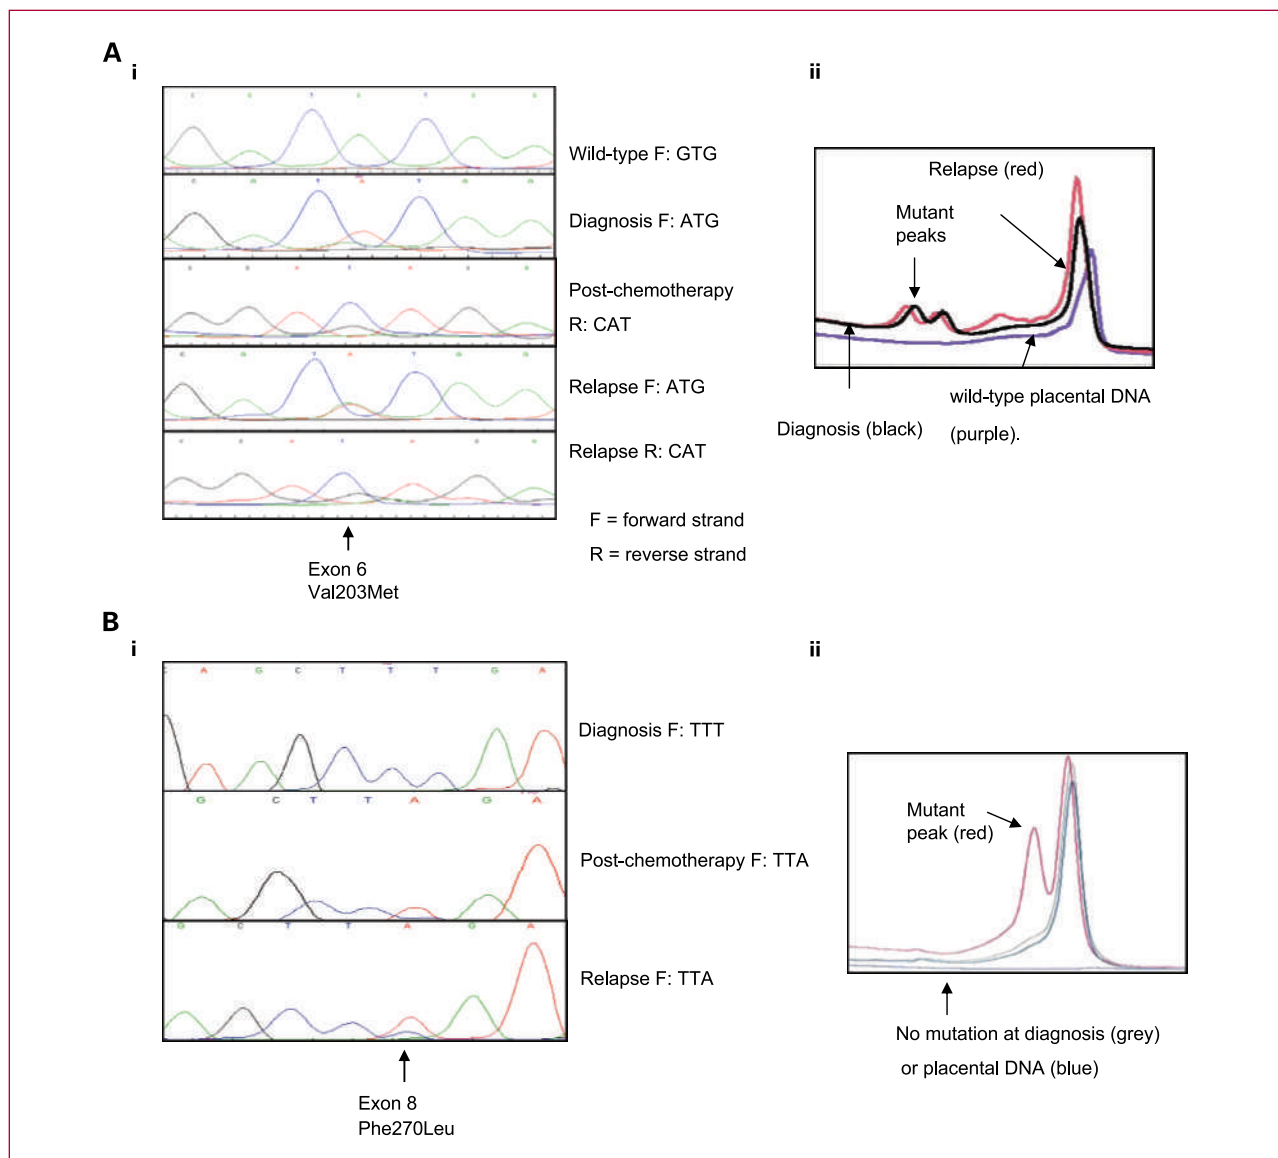 A
i
ii
Wild-type F: GTG
Diagnosis F: ATG
Post-chemotherapy
R: CAT
C G T A T G G
Relapse F: ATG
Relapse R: CAT
F = forward strand
R = reverse strand
Exon 6
Val203Met
Relapse (red)
Mutant
peaks
wild-type placental DNA
(purple).
Diagnosis (black)
B
i
ii
C A G C T T T G A
Diagnosis F: TTT
G C T T A G A
Post-chemotherapy F: TTA
G C T T A G A
Relapse F: TTA
Exon 8
Phe270Leu
Mutant
peak (red)
No mutation at diagnosis (grey)
or placental DNA (blue)